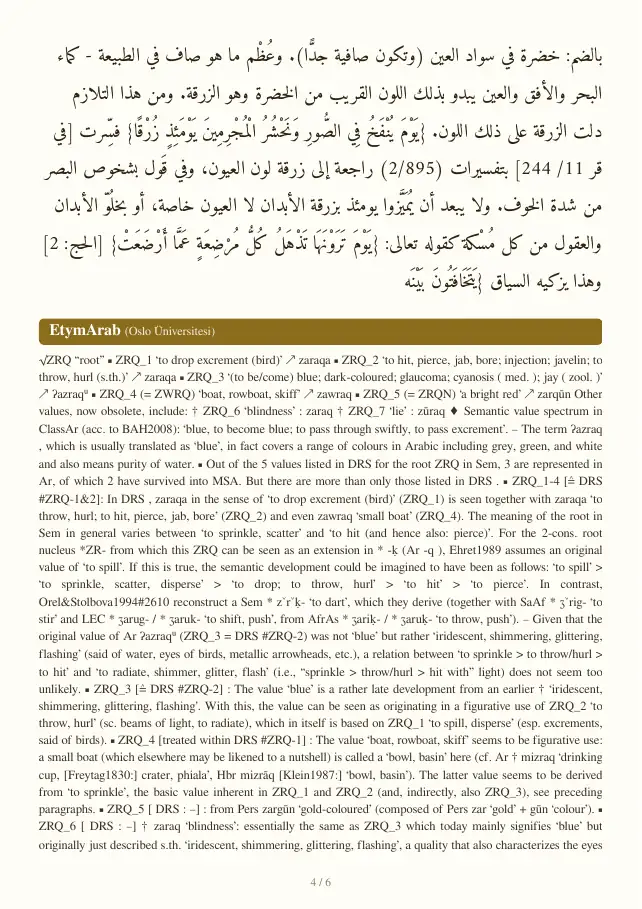 بالضم: خضرة في سواد العين (وتكون صافية جدًّا). وعُظْم ما هو صاف في الطبيعة - كماء
البحر والأفق والعين يبدو بذلك اللون القريب من الخضرة وهو الزرقة. ومن هذا التلازم
دلت الزرقة على ذلك اللون. {يَوْمَ يُنْفَخُ فِي الصُّورِ وَنَحْشُرُ الْمُجْرِمِينَ يَوْمَئِذٍ زُرْقًا} فسِّرت [في
قر 11/ 244] بتفسيرات (2/895) راجعة إلى زرقة لون العيون، وفي قَول بشخوص البصر
من شدة الخوف. ولا يبعد أن يُمَيَّزوا يومئذ بزرقة الأبدان لا العيون خاصة، أو بخلُوّ الأبدان
والعقول من كل مُسْكة كقوله تعالى: {يَوْمَ تَرَوْنَهَا تَذْهَلُ كُلُّ مُرْضِعَةٍ عَمَّا أَرْضَعَتْ} [الحج: 2]
وهذا يزكيه السياق {يَتَخَافَتُونَ بَيْنَه
EtymArab (Oslo Üniversitesi)
√ZRQ “root” ▪ ZRQ_1 ‘to drop excrement (bird)’ ↗ zaraqa ▪ ZRQ_2 ‘to hit, pierce, jab, bore; injection; javelin; to
throw, hurl (s.th.)’ ↗ zaraqa ▪ ZRQ_3 ‘(to be/become) blue; dark-coloured; glaucoma; cyanosis ( med. ); jay ( zool. )’
↗ ʔazraqᵘ ▪ ZRQ_4 (= ZWRQ) ‘boat, rowboat, skiff’ ↗ zawraq ▪ ZRQ_5 (= ZRQN) ‘a bright red’ ↗ zarqūn Other
values, now obsolete, include: † ZRQ_6 ‘blindness’ : zaraq † ZRQ_7 ‘lie’ : zūraq ♦ Semantic value spectrum in
ClassAr (acc. to BAH2008): ‘blue, to become blue; to pass through swiftly, to pass excrement’. – The term ʔazraq
, which is usually translated as ‘blue’, in fact covers a range of colours in Arabic including grey, green, and white
and also means purity of water. ▪ Out of the 5 values listed in DRS for the root ZRQ in Sem, 3 are represented in
Ar, of which 2 have survived into MSA. But there are more than only those listed in DRS . ▪ ZRQ_1-4 [≙ DRS
#ZRQ-1&2]: In DRS , zaraqa in the sense of ‘to drop excrement (bird)’ (ZRQ_1) is seen together with zaraqa ‘to
throw, hurl; to hit, pierce, jab, bore’ (ZRQ_2) and even zawraq ‘small boat’ (ZRQ_4). The meaning of the root in
Sem in general varies between ‘to sprinkle, scatter’ and ‘to hit (and hence also: pierce)’. For the 2-cons. root
nucleus *ZR- from which this ZRQ can be seen as an extension in * -ḳ (Ar -q ), Ehret1989 assumes an original
value of ‘to spill’. If this is true, the semantic development could be imagined to have been as follows: ‘to spill’ >
‘to sprinkle, scatter, disperse’ > ‘to drop; to throw, hurl’ > ‘to hit’ > ‘to pierce’. In contrast,
Orel&Stolbova1994#2610 reconstruct a Sem * zˇrˇḳ- ‘to dart’, which they derive (together with SaAf * ʒˇrig- ‘to
stir’ and LEC * ʒarug- / * ʒaruk- ‘to shift, push’, from AfrAs * ʒariḳ- / * ʒaruḳ- ‘to throw, push’). – Given that the
original value of Ar ʔazraqᵘ (ZRQ_3 = DRS #ZRQ-2) was not ‘blue’ but rather ‘iridescent, shimmering, glittering,
flashing’ (said of water, eyes of birds, metallic arrowheads, etc.), a relation between ‘to sprinkle > to throw/hurl >
to hit’ and ‘to radiate, shimmer, glitter, flash’ (i.e., “sprinkle > throw/hurl > hit with” light) does not seem too
unlikely. ▪ ZRQ_3 [≙ DRS #ZRQ-2] : The value ‘blue’ is a rather late development from an earlier † ‘iridescent,
shimmering, glittering, flashing’. With this, the value can be seen as originating in a figurative use of ZRQ_2 ‘to
throw, hurl’ (sc. beams of light, to radiate), which in itself is based on ZRQ_1 ‘to spill, disperse’ (esp. excrements,
said of birds). ▪ ZRQ_4 [treated within DRS #ZRQ-1] : The value ‘boat, rowboat, skiff’ seems to be figurative use:
a small boat (which elsewhere may be likened to a nutshell) is called a ‘bowl, basin’ here (cf. Ar † mizraq ‘drinking
cup, [Freytag1830:] crater, phiala’, Hbr mizrāq [Klein1987:] ‘bowl, basin’). The latter value seems to be derived
from ‘to sprinkle’, the basic value inherent in ZRQ_1 and ZRQ_2 (and, indirectly, also ZRQ_3), see preceding
paragraphs. ▪ ZRQ_5 [ DRS : –] : from Pers zargūn ‘gold-coloured’ (composed of Pers zar ‘gold’ + gūn ‘colour’). ▪
ZRQ_6 [ DRS : –] † zaraq ‘blindness’: essentially the same as ZRQ_3 which today mainly signifies ‘blue’ but
originally just described s.th. ‘iridescent, shimmering, glittering, flashing’, a quality that also characterizes the eyes
4 / 6